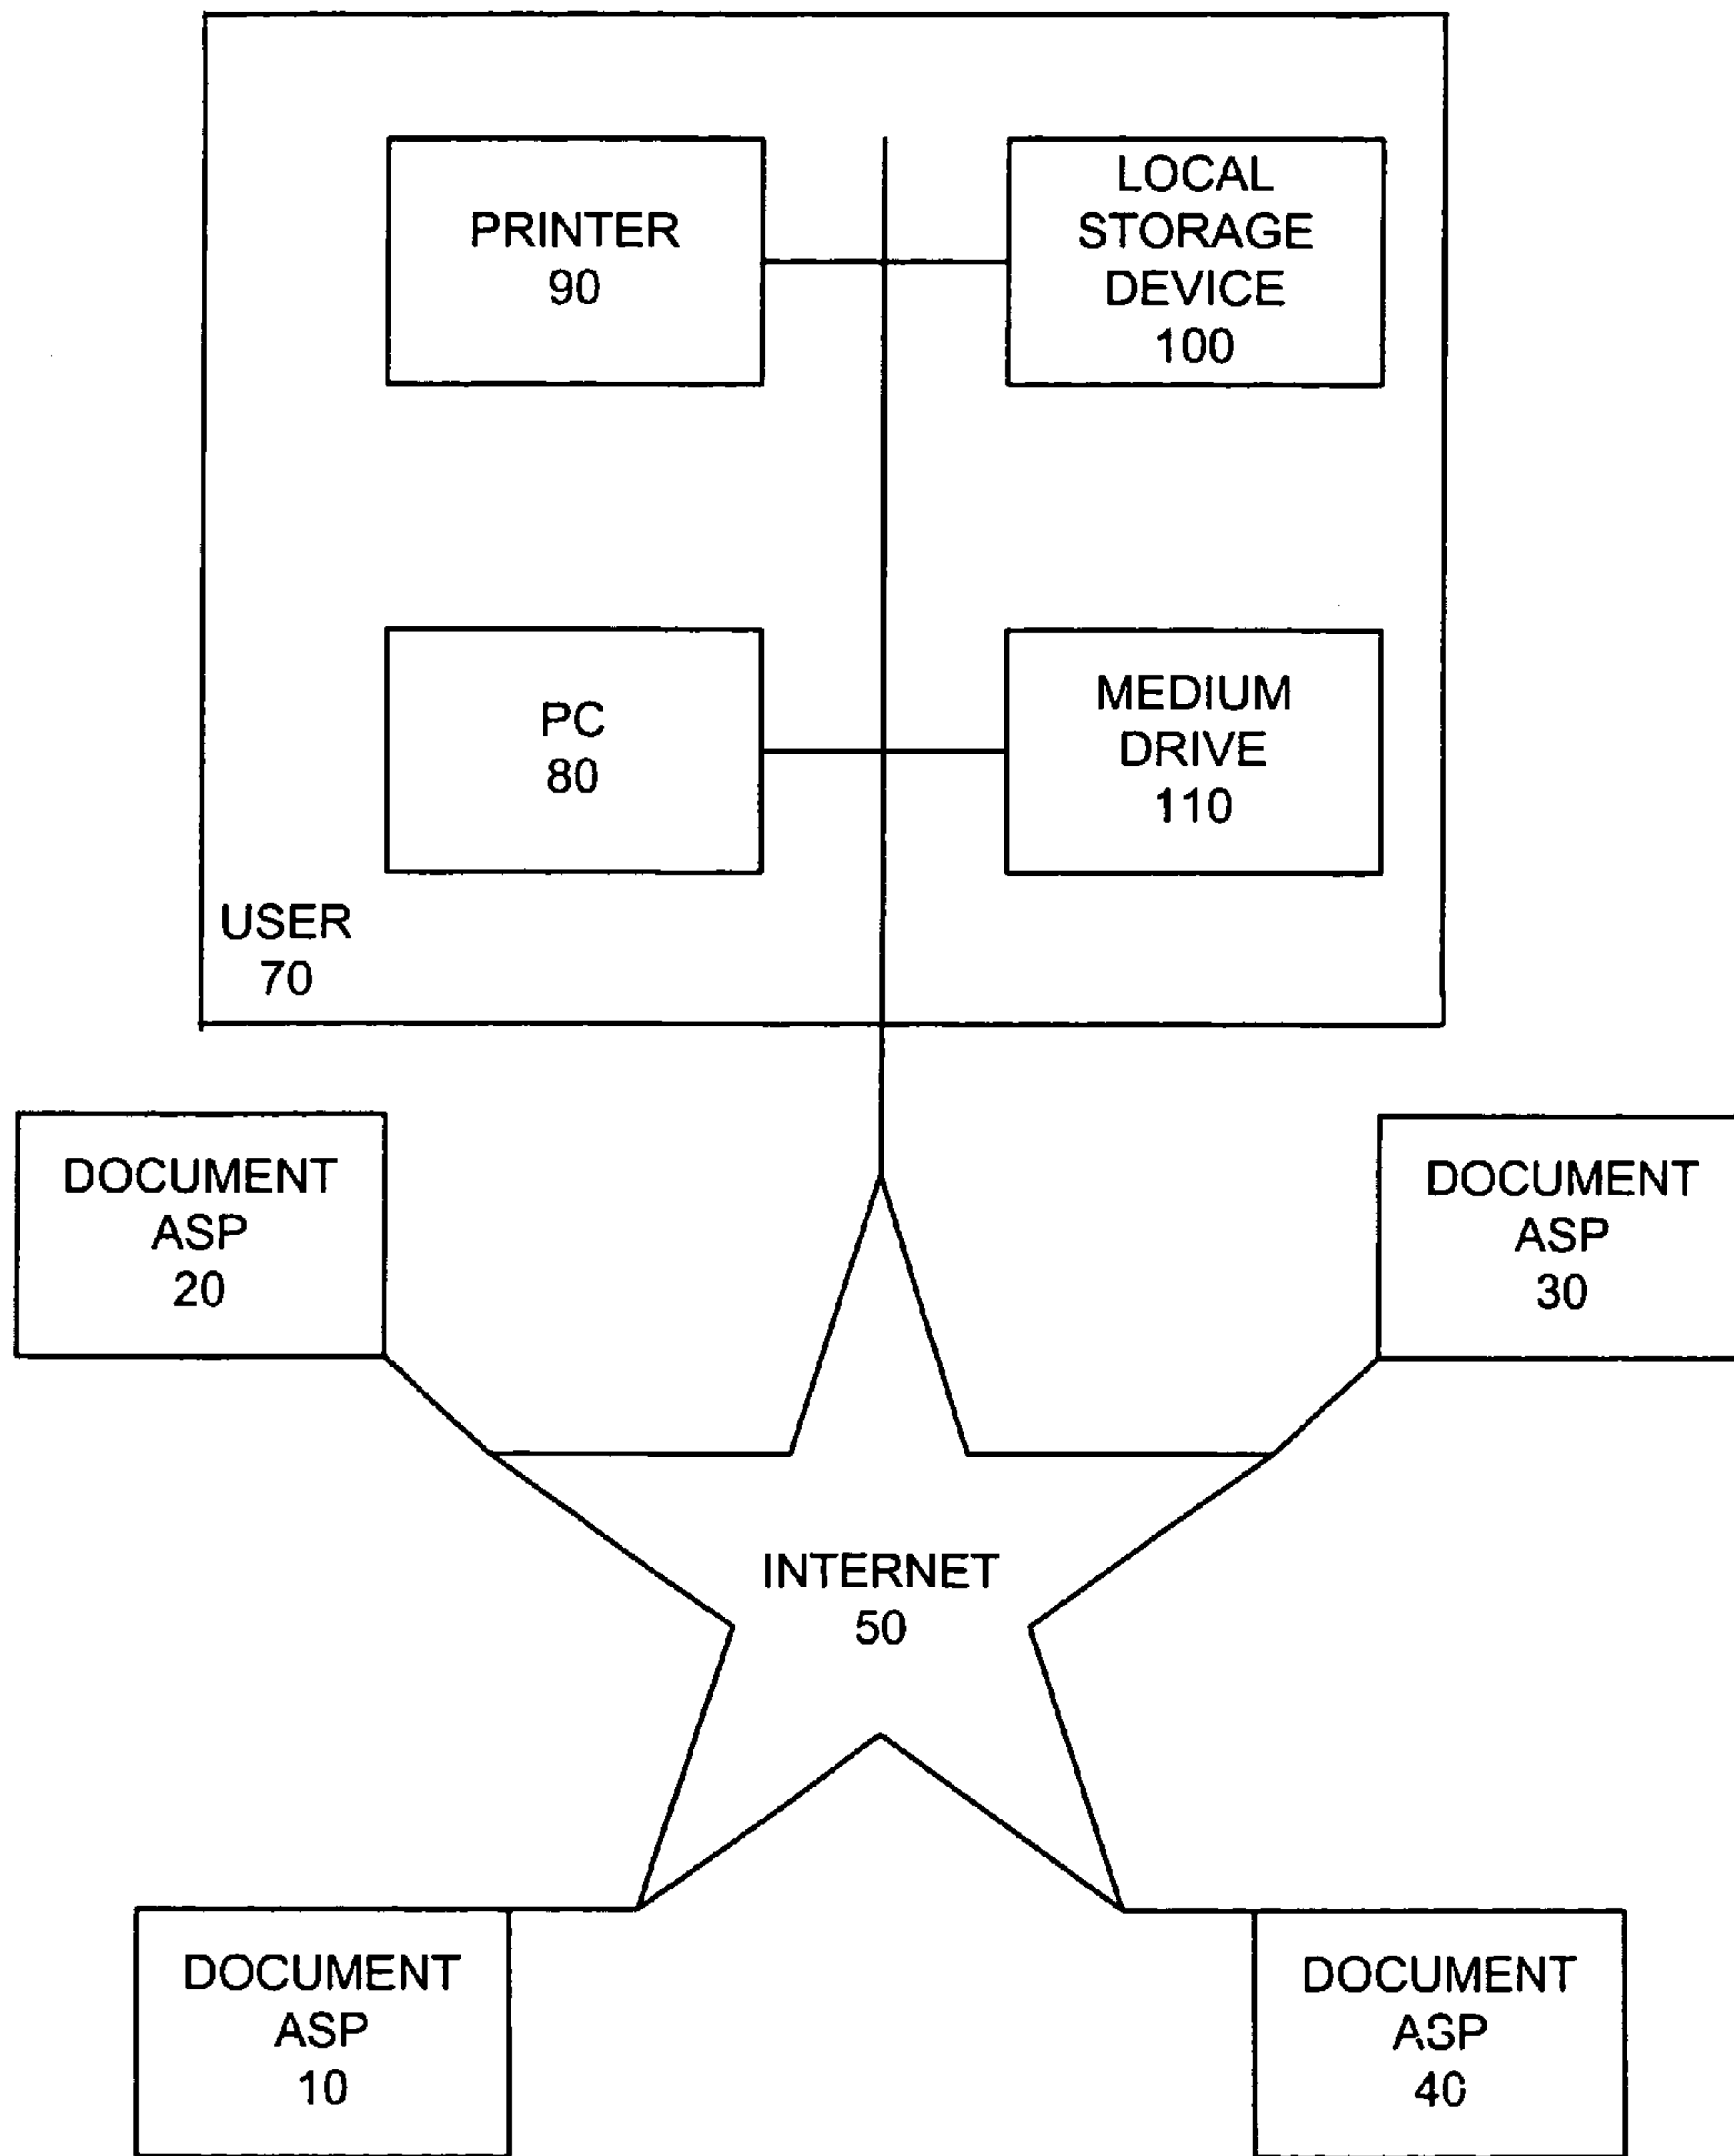 PRINTER
90
LOCAL
STORAGE
DEVICE
100
PC
80
MEDIUM
DRIVE
110
USER
70
DOCUMENT
ASP
20
DOCUMENT
ASP
30
INTERNET
50
DOCUMENT
ASP
10
DOCUMENT
ASP
40